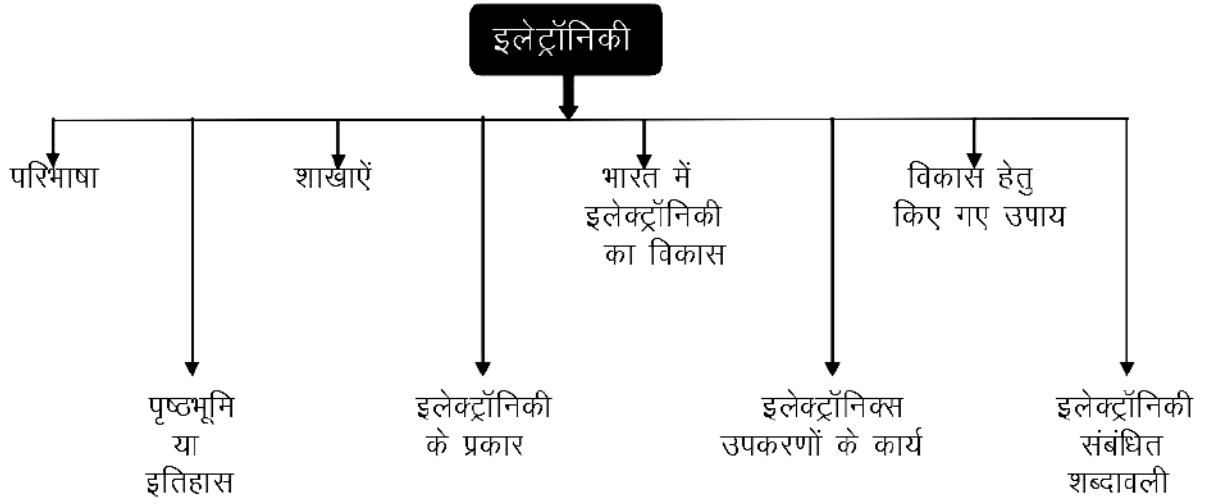 इलेट्रॉनिकी
परिभाषा
शाखाऐं
भारत में
इलेक्ट्रॉनिकी
का विकास
विकास हेतु
किए गए उपाय
पृष्ठभूमि
या
इतिहास
इलेक्ट्रॉनिकी
के प्रकार
इलेक्ट्रॉनिक्स
उपकरणों के कार्य
इलेक्ट्रॉनिकी
संबंधित
शब्दावली